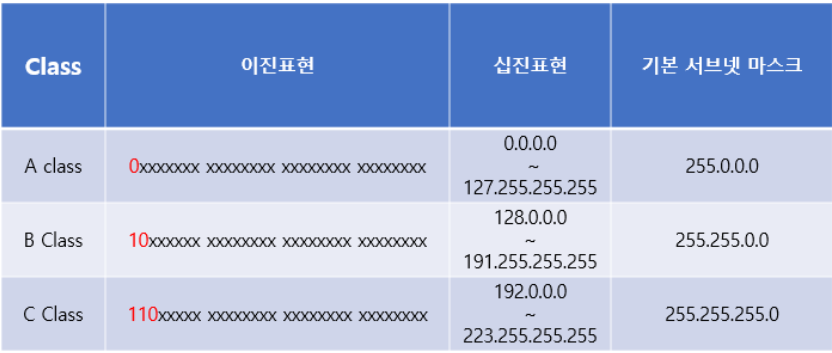 Class 이진표현 십진표현 기본 서브넷 마스크
A class 0xxxxxxx xxxxxxxx xxxxxxxx xxxxxxxx 0.0.0.0
~
127.255.255.255 255.0.0.0
B Class 10xxxxxx xxxxxxxx xxxxxxxx xxxxxxxx 128.0.0.0
~
191.255.255.255 255.255.0.0
C Class 110xxxxx xxxxxxxx xxxxxxxx xxxxxxxx 192.0.0.0
~
223.255.255.255 255.255.255.0